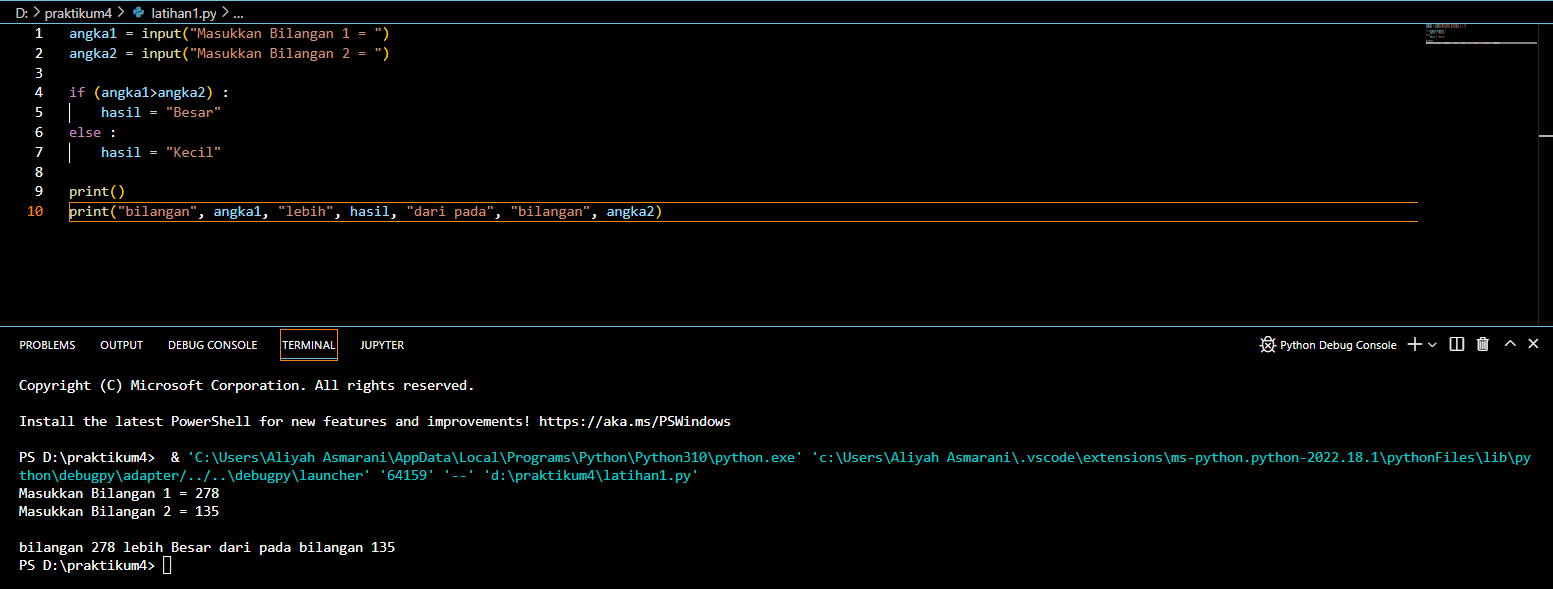 D: > praktikum4 > latihan1.py > ...
1 angka1 = input("Masukkan Bilangan 1 = ")
2 angka2 = input("Masukkan Bilangan 2 = ")
3
4 if (angka1>angka2) :
5     hasil = "Besar"
6 else :
7     hasil = "Kecil"
8
9 print()
10 print("bilangan", angka1, "lebih", hasil, "dari pada", "bilangan", angka2)
PROBLEMS OUTPUT DEBUG CONSOLE TERMINAL JUPYTER Python Debug Console
Copyright (C) Microsoft Corporation. All rights reserved.
Install the latest PowerShell for new features and improvements! https://aka.ms/PSWindows
PS D:\praktikum4>  & 'C:\Users\Aliyah Asmarani\AppData\Local\Programs\Python\Python310\python.exe' 'c:\Users\Aliyah Asmarani\.vscode\extensions\ms-python.python-2022.18.1\pythonFiles\lib\py
thon\debugpy\adapter/../..\debugpy\launcher' '64159' '--' 'd:\praktikum4\latihan1.py'
Masukkan Bilangan 1 = 278
Masukkan Bilangan 2 = 135
bilangan 278 lebih Besar dari pada bilangan 135
PS D:\praktikum4>